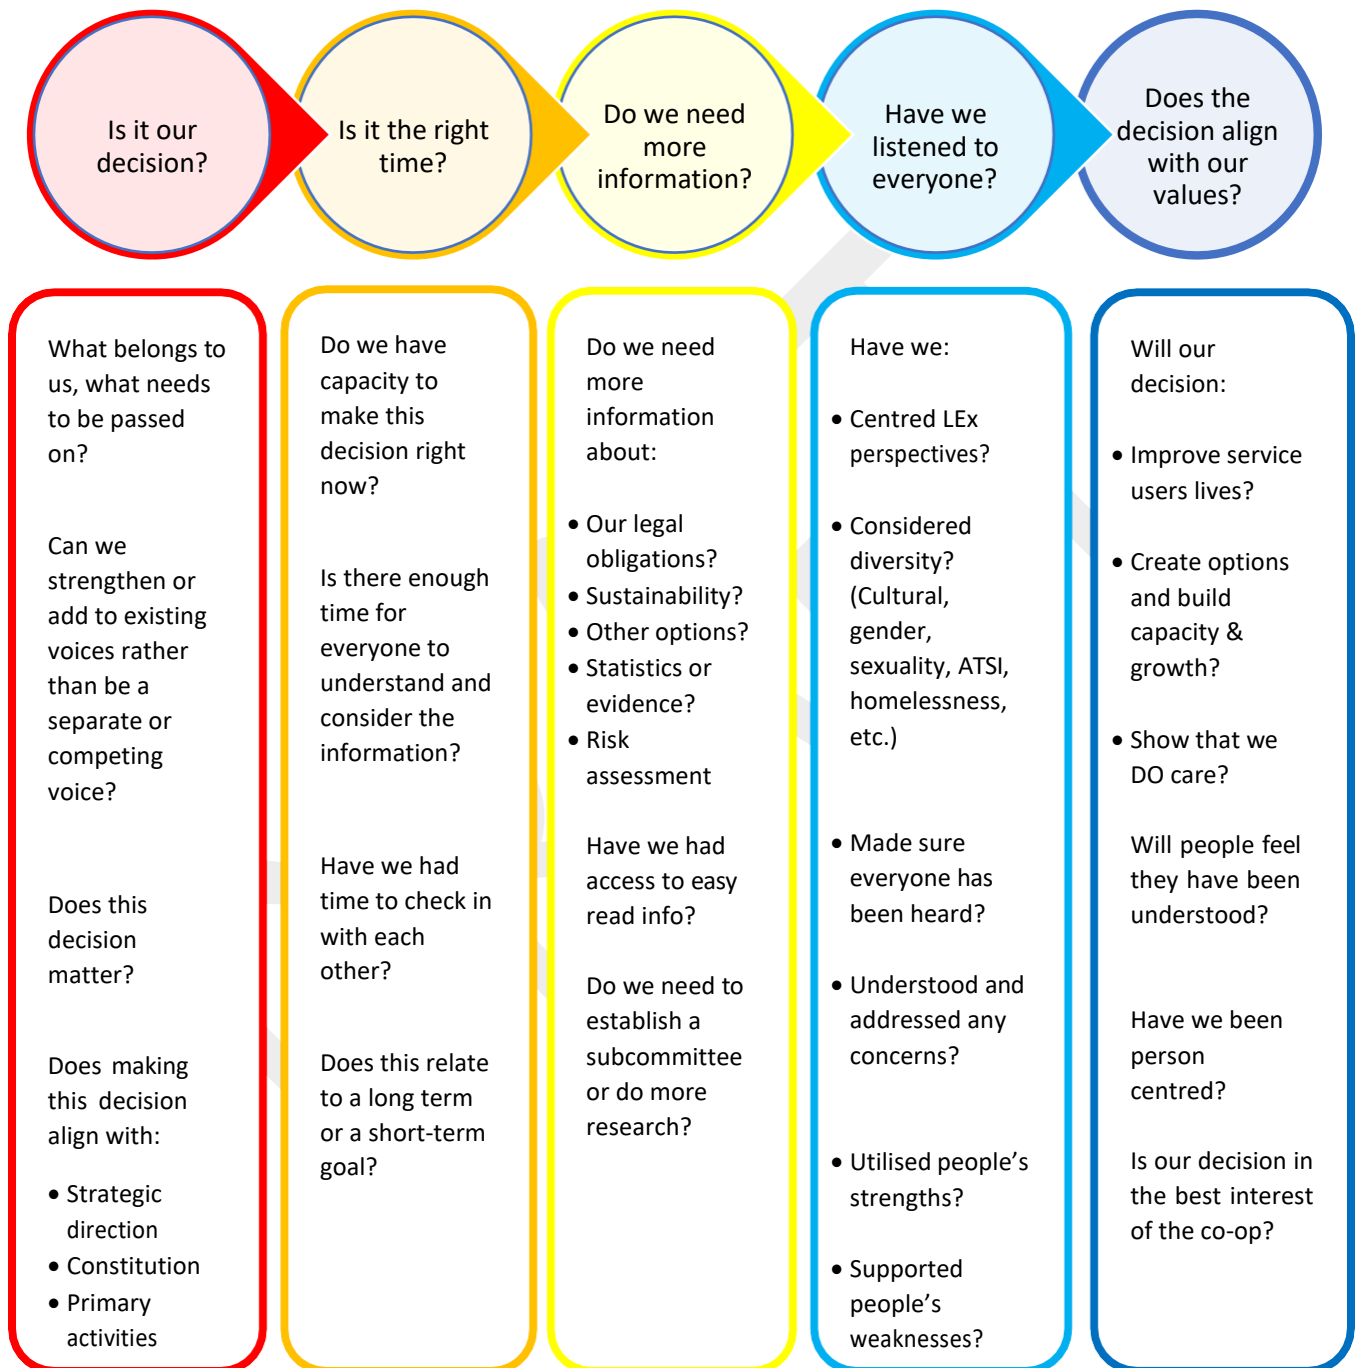 Is it our
decision?
Is it the right
time?
Do we need
more
information?
Have we
listened to
everyone?
Does the
decision align
with our
values?
What belongs to
us, what needs
to be passed
on?
Can we
strengthen or
add to existing
voices rather
than be a
separate or
competing
voice?
Does this
decision
matter?
Does making
this decision
align with:
• Strategic
direction
• Constitution
• Primary
activities
Do we have
capacity to
make this
decision right
now?
Is there enough
time for
everyone to
understand and
consider the
information?
Have we had
time to check in
with each
other?
Does this relate
to a long term
or a short-term
goal?
Do we need
more
information
about:
• Our legal
obligations?
• Sustainability?
• Other options?
• Statistics or
evidence?
• Risk
assessment
Have we had
access to easy
read info?
Do we need to
establish a
subcommittee
or do more
research?
Have we:
• Centred LEx
perspectives?
• Considered
diversity?
(Cultural,
gender,
sexuality, ATSI,
homelessness,
etc.)
• Made sure
everyone has
been heard?
• Understood and
addressed any
concerns?
• Utilised people’s
strengths?
• Supported
people’s
weaknesses?
Will our
decision:
• Improve service
users lives?
• Create options
and build
capacity &
growth?
• Show that we
DO care?
Will people feel
they have been
understood?
Have we been
person
centred?
Is our decision in
the best interest
of the co-op?